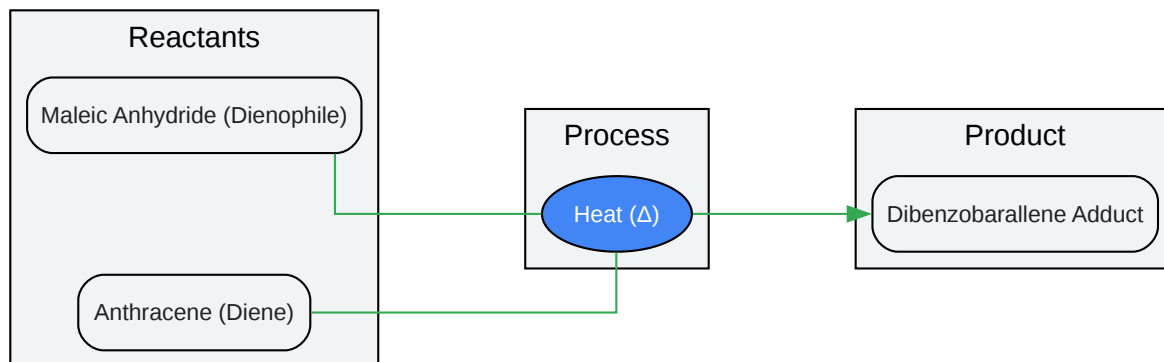 Reactants
Maleic Anhydride (Dienophile)
Anthracene (Diene)
Process
Heat (Δ)
Product
Dibenzobarallene Adduct